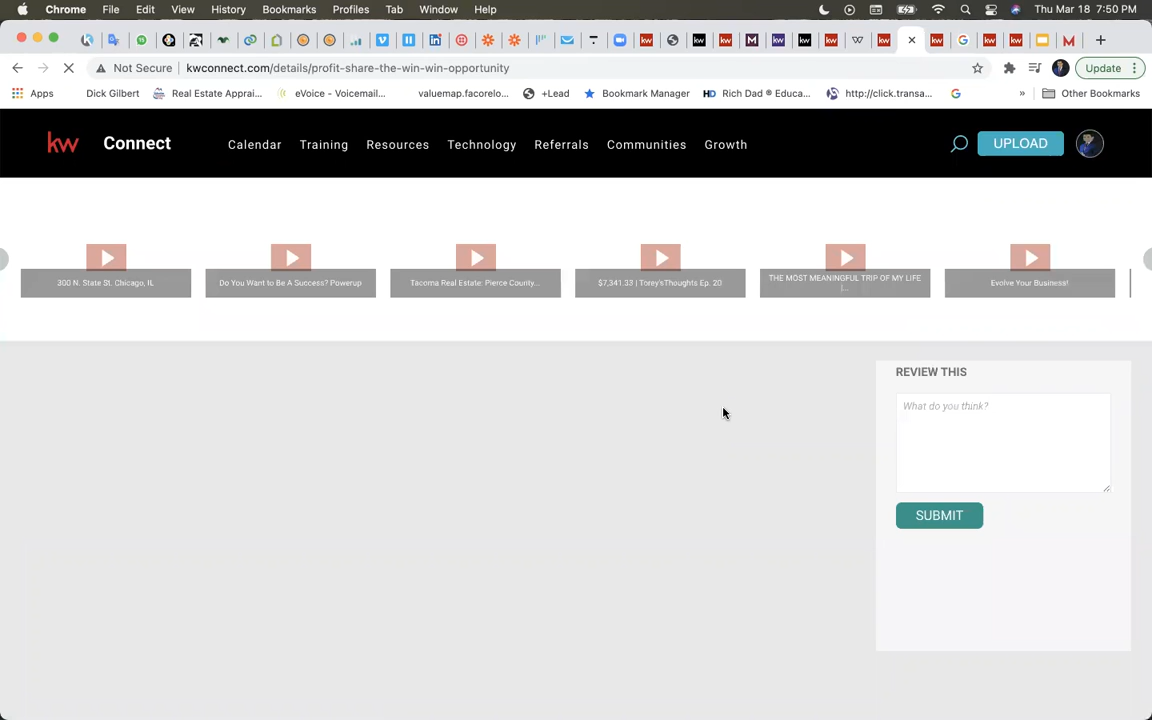 Chrome File Edit View History Bookmarks Profiles Tab Window Help Thu Mar 18 7:50 PM
Not Secure kwconnect.com/details/profit-share-the-win-win-opportunity Update
Apps Dick Gilbert Real Estate Apprai... eVoice - Voicemail... valuemap.facorelo... +Lead Bookmark Manager Rich Dad ® Educa... http://click.transa... » Other Bookmarks
kw Connect Calendar Training Resources Technology Referrals Communities Growth UPLOAD
300 N. State St. Chicago, IL
Do You Want to Be A Success? Powerup
Tacoma Real Estate: Pierce County...
$7,341.33 | Torey'sThoughts Ep. 20
THE MOST MEANINGFUL TRIP OF MY LIFE
|...
Evolve Your Business!
REVIEW THIS
What do you think?
SUBMIT